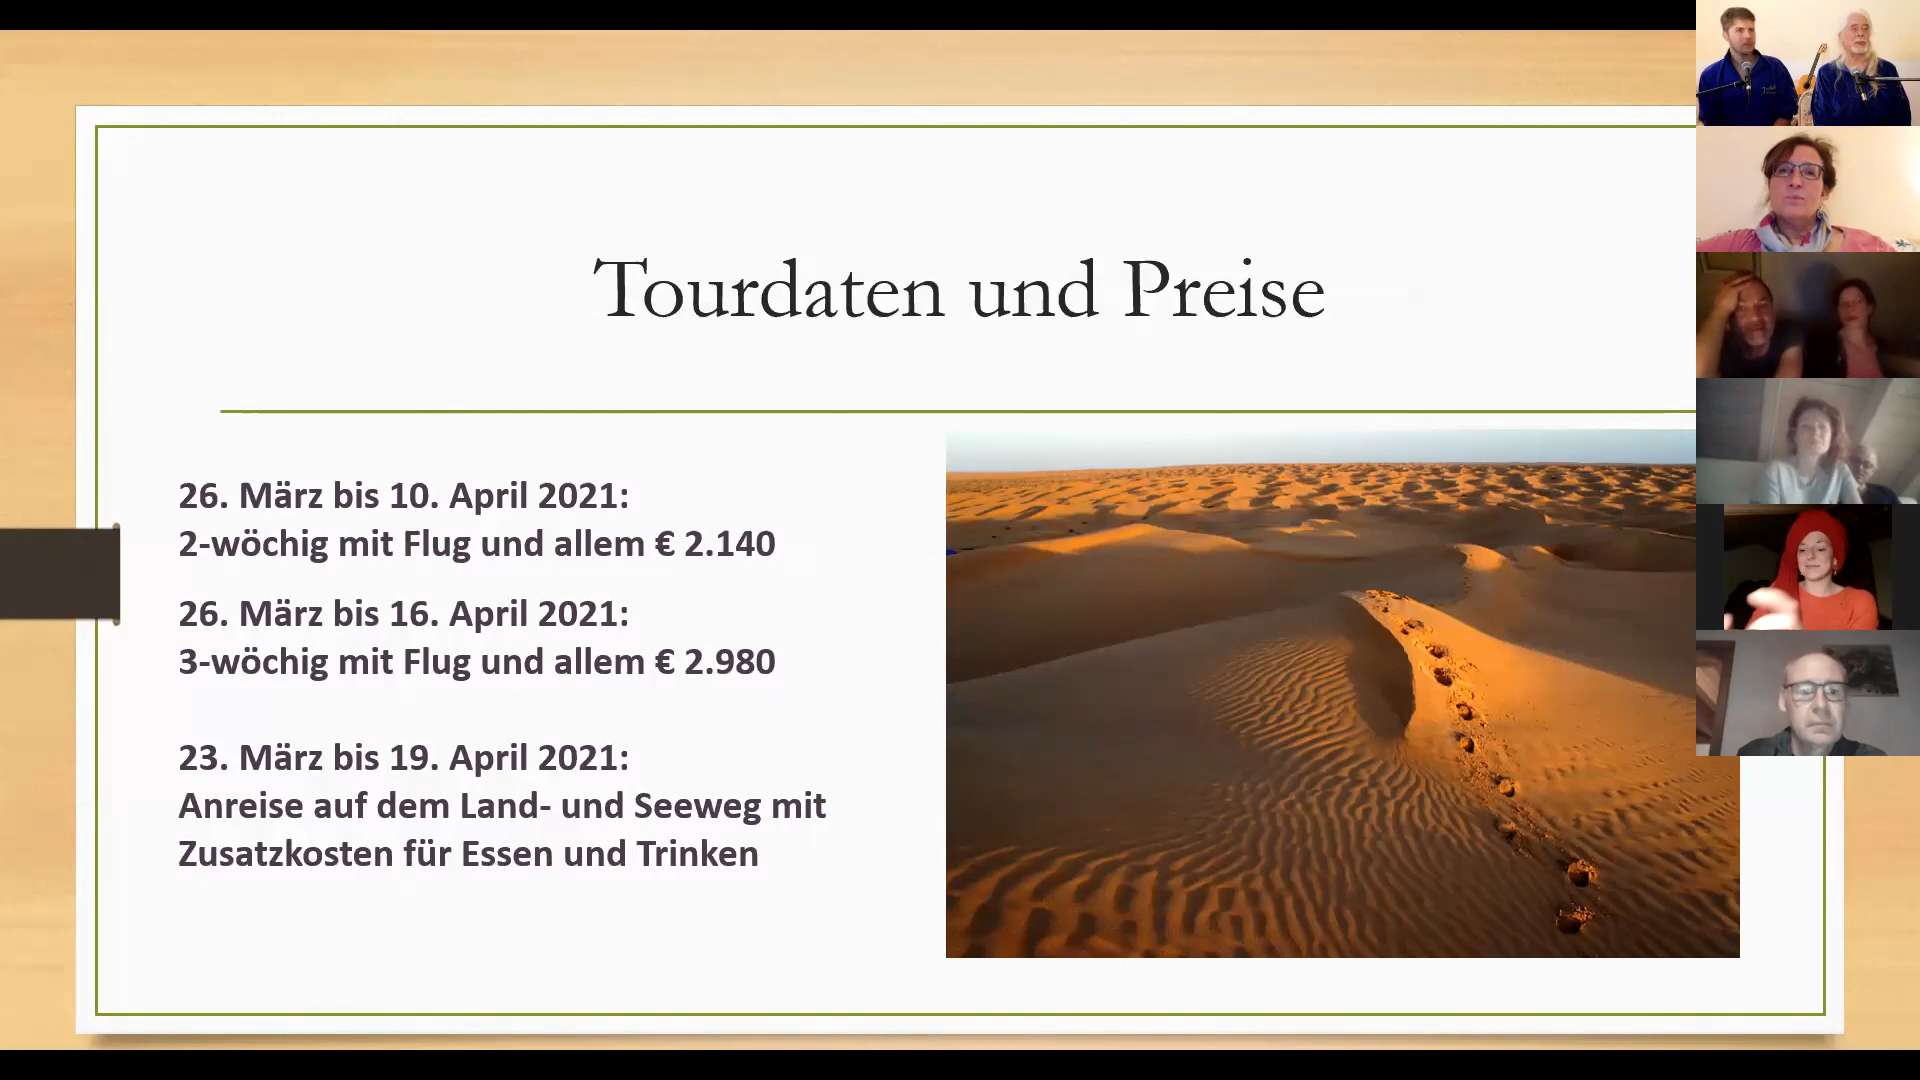 Tourdaten und Preise
26. März bis 10. April 2021:
2-wöchig mit Flug und allem € 2.140
26. März bis 16. April 2021:
3-wöchig mit Flug und allem € 2.980
23. März bis 19. April 2021:
Anreise auf dem Land- und Seeweg mit
Zusatzkosten für Essen und Trinken